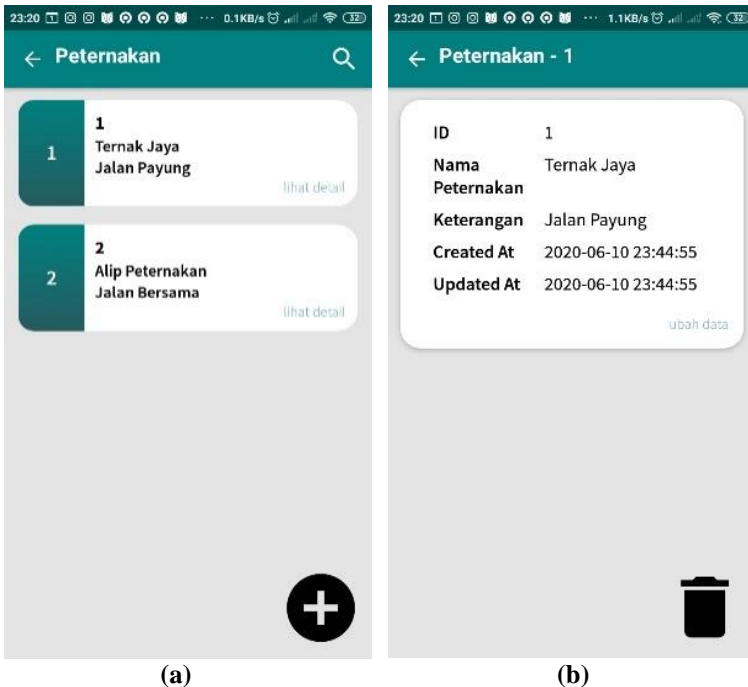 23:20 0.1KB/s 32
Peternakan
1
1
Ternak Jaya
Jalan Payung
lihat detail
2
2
Alip Peternakan
Jalan Bersama
lihat detail
(a)
23:20 1.1KB/s 32
Peternakan - 1
ID 1
Nama Peternakan Ternak Jaya
Keterangan Jalan Payung
Created At 2020-06-10 23:44:55
Updated At 2020-06-10 23:44:55
ubah data
(b)